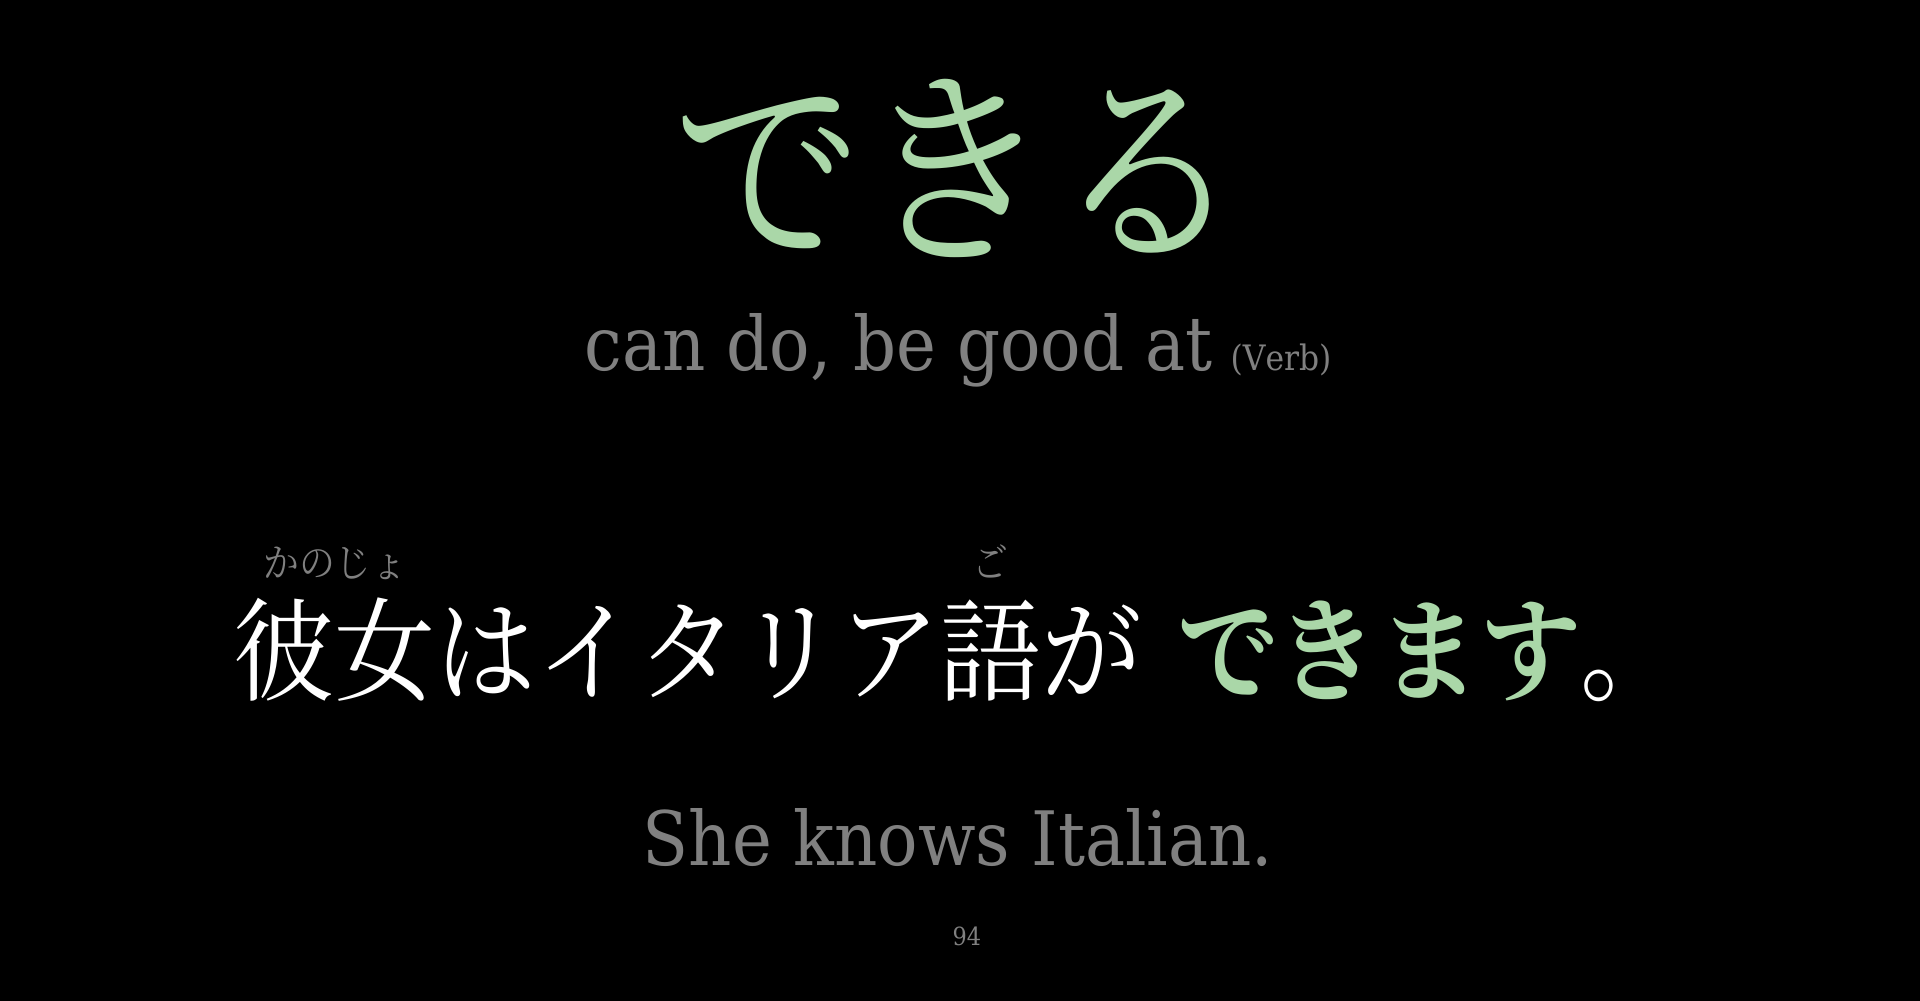 できる
can do, be good at (Verb)
かのじょ ご
彼女はイタリア語が できます。
She knows Italian.
94